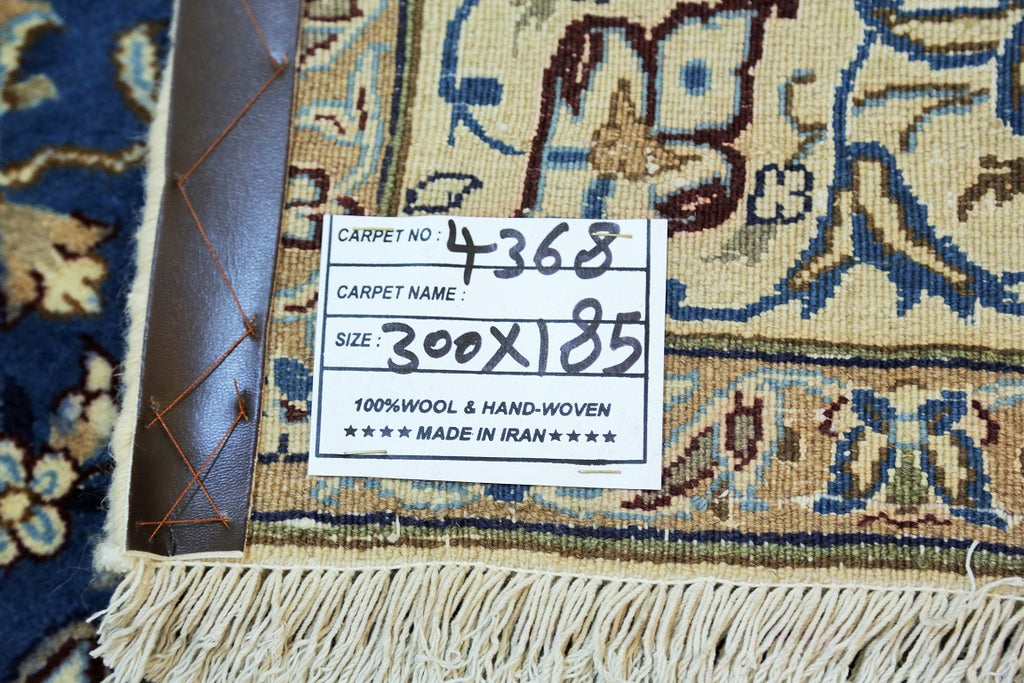 CARPET NO : 4368
CARPET NAME :
SIZE : 300X185
100%WOOL & HAND-WOVEN
★★★★ MADE IN IRAN ★★★★